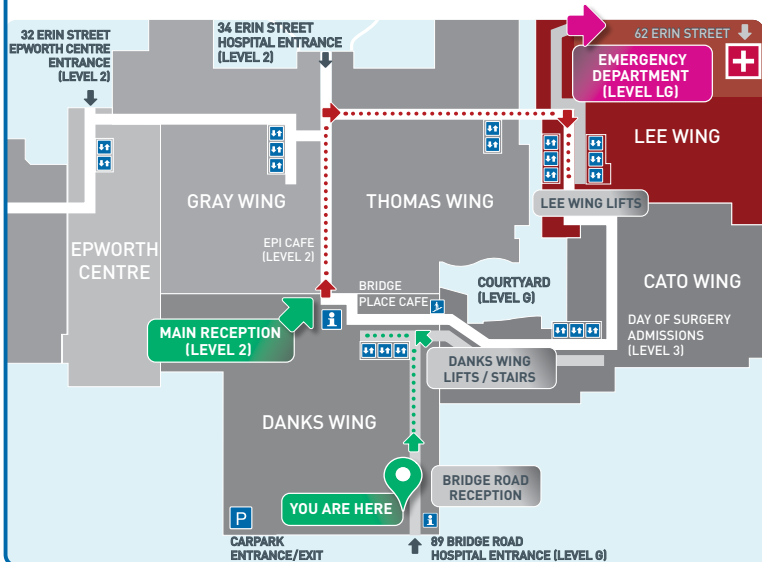 32 ERIN STREET
EPWORTH CENTRE
ENTRANCE
(LEVEL 2)
34 ERIN STREET
HOSPITAL ENTRANCE
(LEVEL 2)
62 ERIN STREET
EMERGENCY
DEPARTMENT
(LEVEL LG)
LEE WING
GRAY WING
THOMAS WING
LEE WING LIFTS
EPWORTH
CENTRE
EPI CAFE
(LEVEL 2)
BRIDGE
PLACE CAFE
COURTYARD
(LEVEL G)
CATO WING
MAIN RECEPTION
(LEVEL 2)
i
DAY OF SURGERY
ADMISSIONS
(LEVEL 3)
DANKS WING
LIFTS / STAIRS
DANKS WING
BRIDGE ROAD
RECEPTION
YOU ARE HERE
P
i
CARPARK
ENTRANCE/EXIT
89 BRIDGE ROAD
HOSPITAL ENTRANCE (LEVEL G)